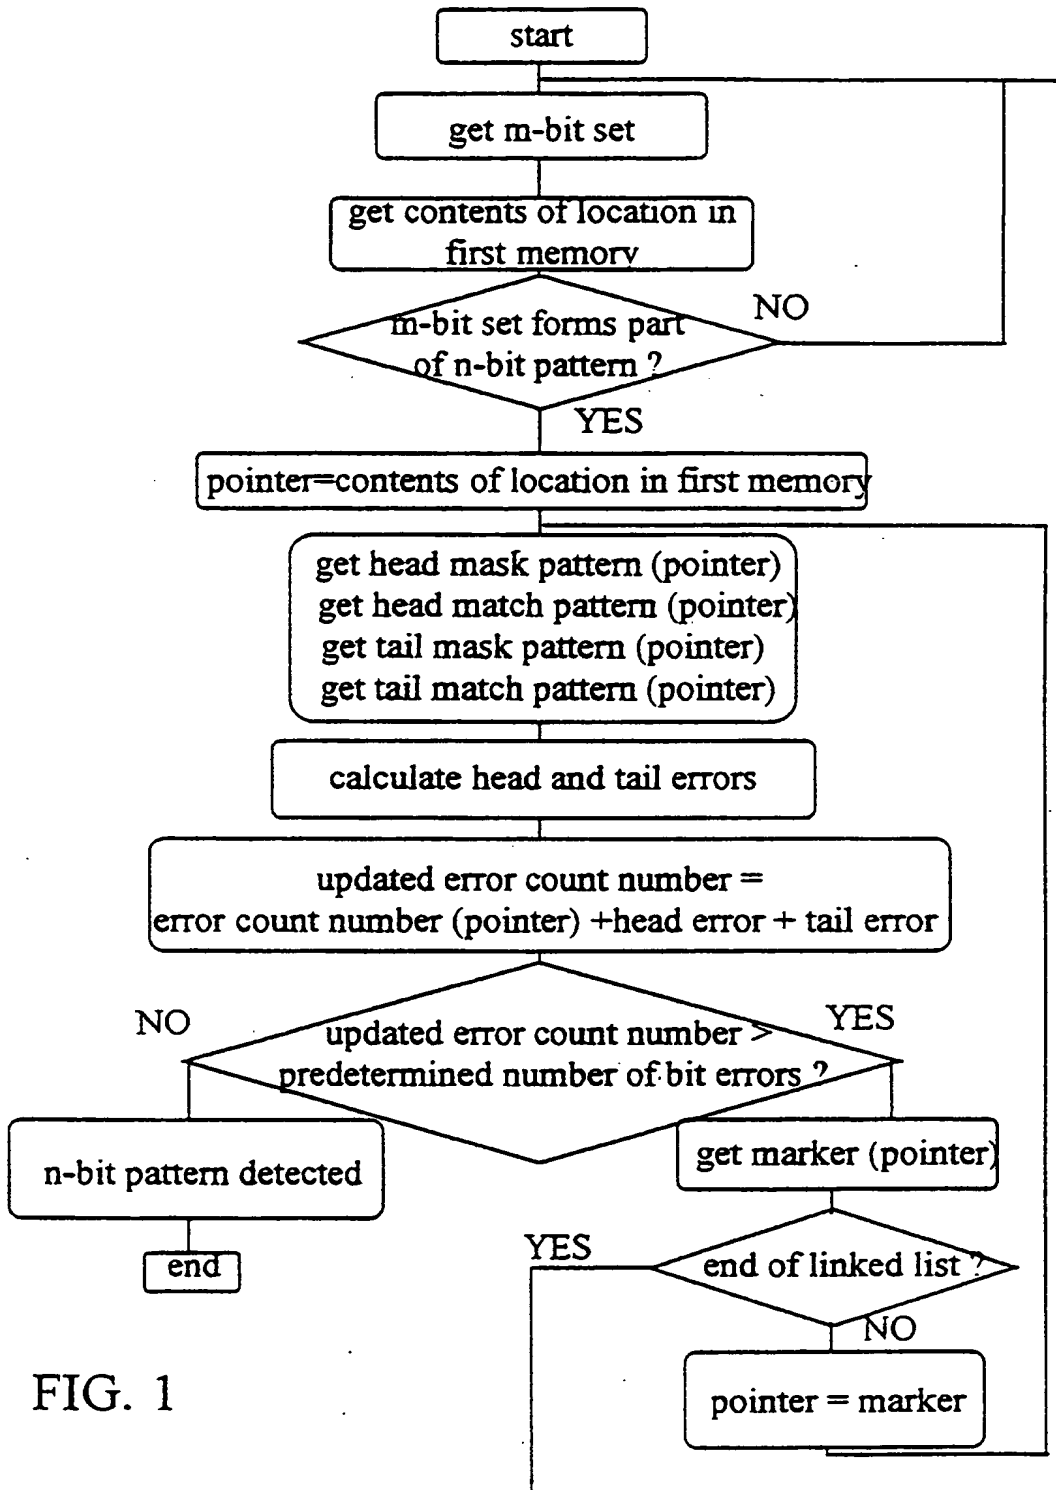 start
get m-bit set
get contents of location in
first memory
m-bit set forms part
of n-bit pattern ?
NO
YES
pointer=contents of location in first memory
get head mask pattern (pointer)
get head match pattern (pointer)
get tail mask pattern (pointer)
get tail match pattern (pointer)
calculate head and tail errors
updated error count number =
error count number (pointer) +head error + tail error
NO
YES
updated error count number >
predetermined number of bit errors ?
n-bit pattern detected
get marker (pointer)
end
YES
end of linked list ?
NO
pointer = marker
FIG. 1